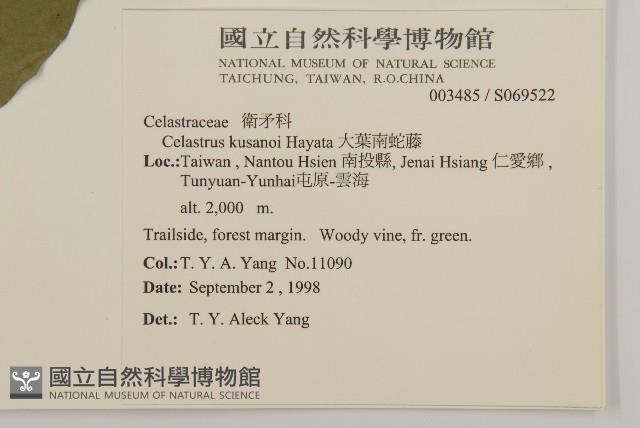 國立自然科學博物館
NATIONAL MUSEUM OF NATURAL SCIENCE
TAICHUNG, TAIWAN, R.O.CHINA
003485 / S069522
Celastraceae 衛矛科
Celastrus kusanoi Hayata 大葉南蛇藤
Loc.:Taiwan , Nantou Hsien 南投縣, Jenai Hsiang 仁愛鄉 ,
Tunyuan-Yunhai屯原-雲海
alt. 2,000 m.
Trailside, forest margin. Woody vine, fr. green.
Col.: T. Y. A. Yang No.11090
Date: September 2 , 1998
Det.: T. Y. Aleck Yang
國立自然科學博物館
NATIONAL MUSEUM OF NATURAL SCIENCE